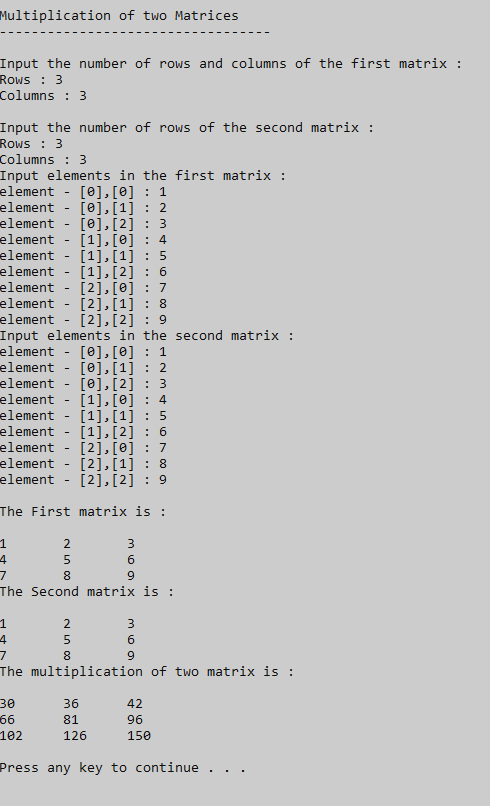 Multiplication of two Matrices
----------------------------------
Input the number of rows and columns of the first matrix :
Rows : 3
Columns : 3
Input the number of rows of the second matrix :
Rows : 3
Columns : 3
Input elements in the first matrix :
element - [0],[0] : 1
element - [0],[1] : 2
element - [0],[2] : 3
element - [1],[0] : 4
element - [1],[1] : 5
element - [1],[2] : 6
element - [2],[0] : 7
element - [2],[1] : 8
element - [2],[2] : 9
Input elements in the second matrix :
element - [0],[0] : 1
element - [0],[1] : 2
element - [0],[2] : 3
element - [1],[0] : 4
element - [1],[1] : 5
element - [1],[2] : 6
element - [2],[0] : 7
element - [2],[1] : 8
element - [2],[2] : 9
The First matrix is :
1 2 3
4 5 6
7 8 9
The Second matrix is :
1 2 3
4 5 6
7 8 9
The multiplication of two matrix is :
30 36 42
66 81 96
102 126 150
Press any key to continue . . .